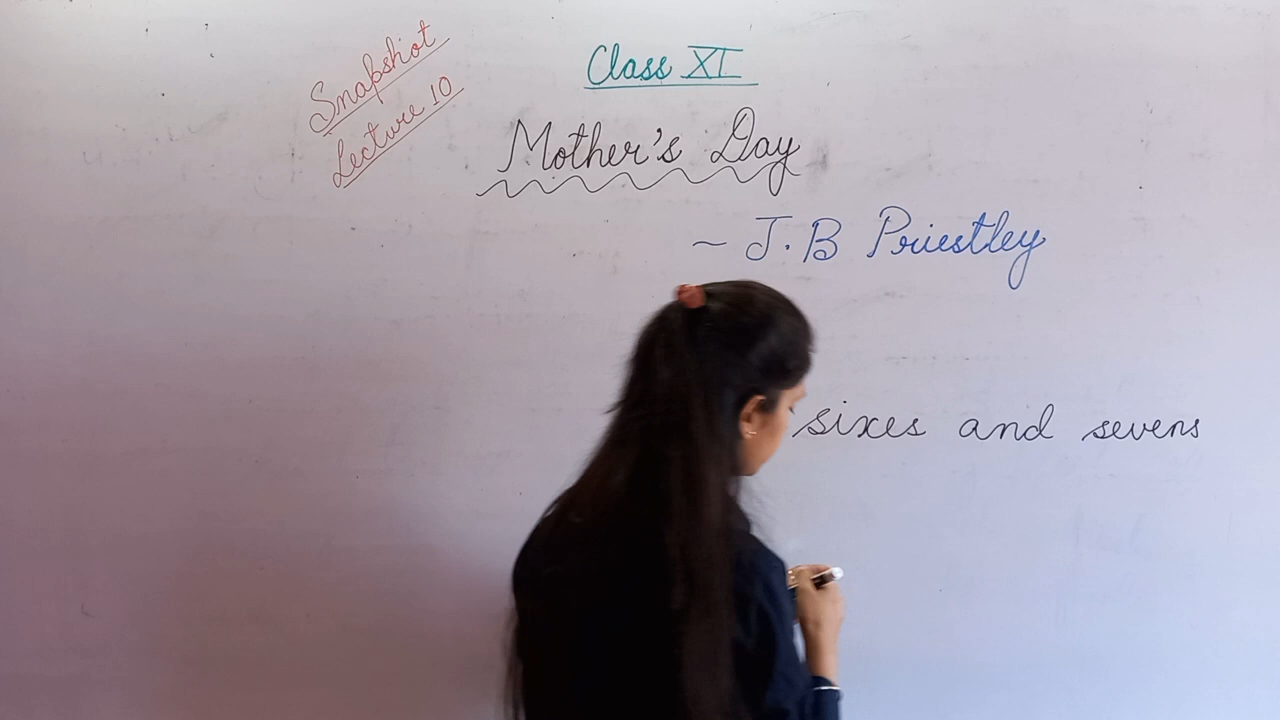 Snapshot
Lecture 10
Class XI
Mother's Day
~ J.B Priestley
sixes and sevens